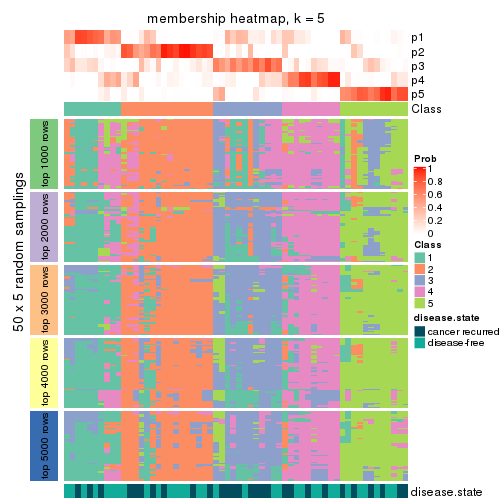 membership heatmap, k = 5
p1
p2
p3
p4
p5
Class
50 x 5 random samplings
top 1000 rows
top 2000 rows
top 3000 rows
top 4000 rows
top 5000 rows
Prob
1
0.8
0.6
0.4
0.2
0
Class
1
2
3
4
5
disease.state
cancer recurred
disease-free
disease.state